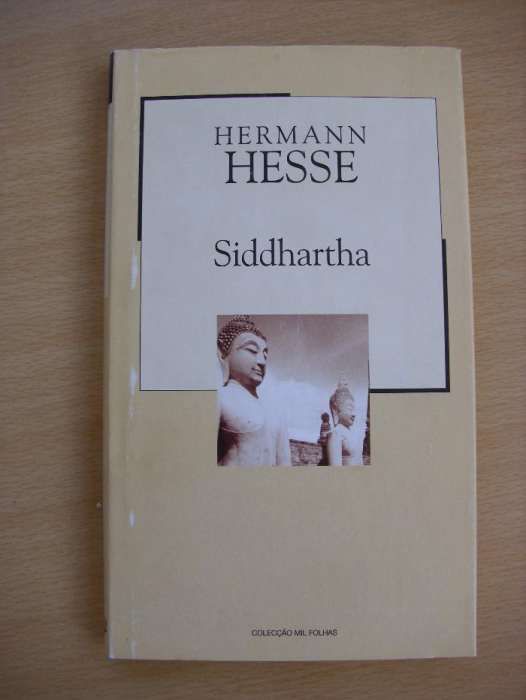 HERMANN
HESSE
Siddhartha
COLECÇÃO MIL FOLHAS